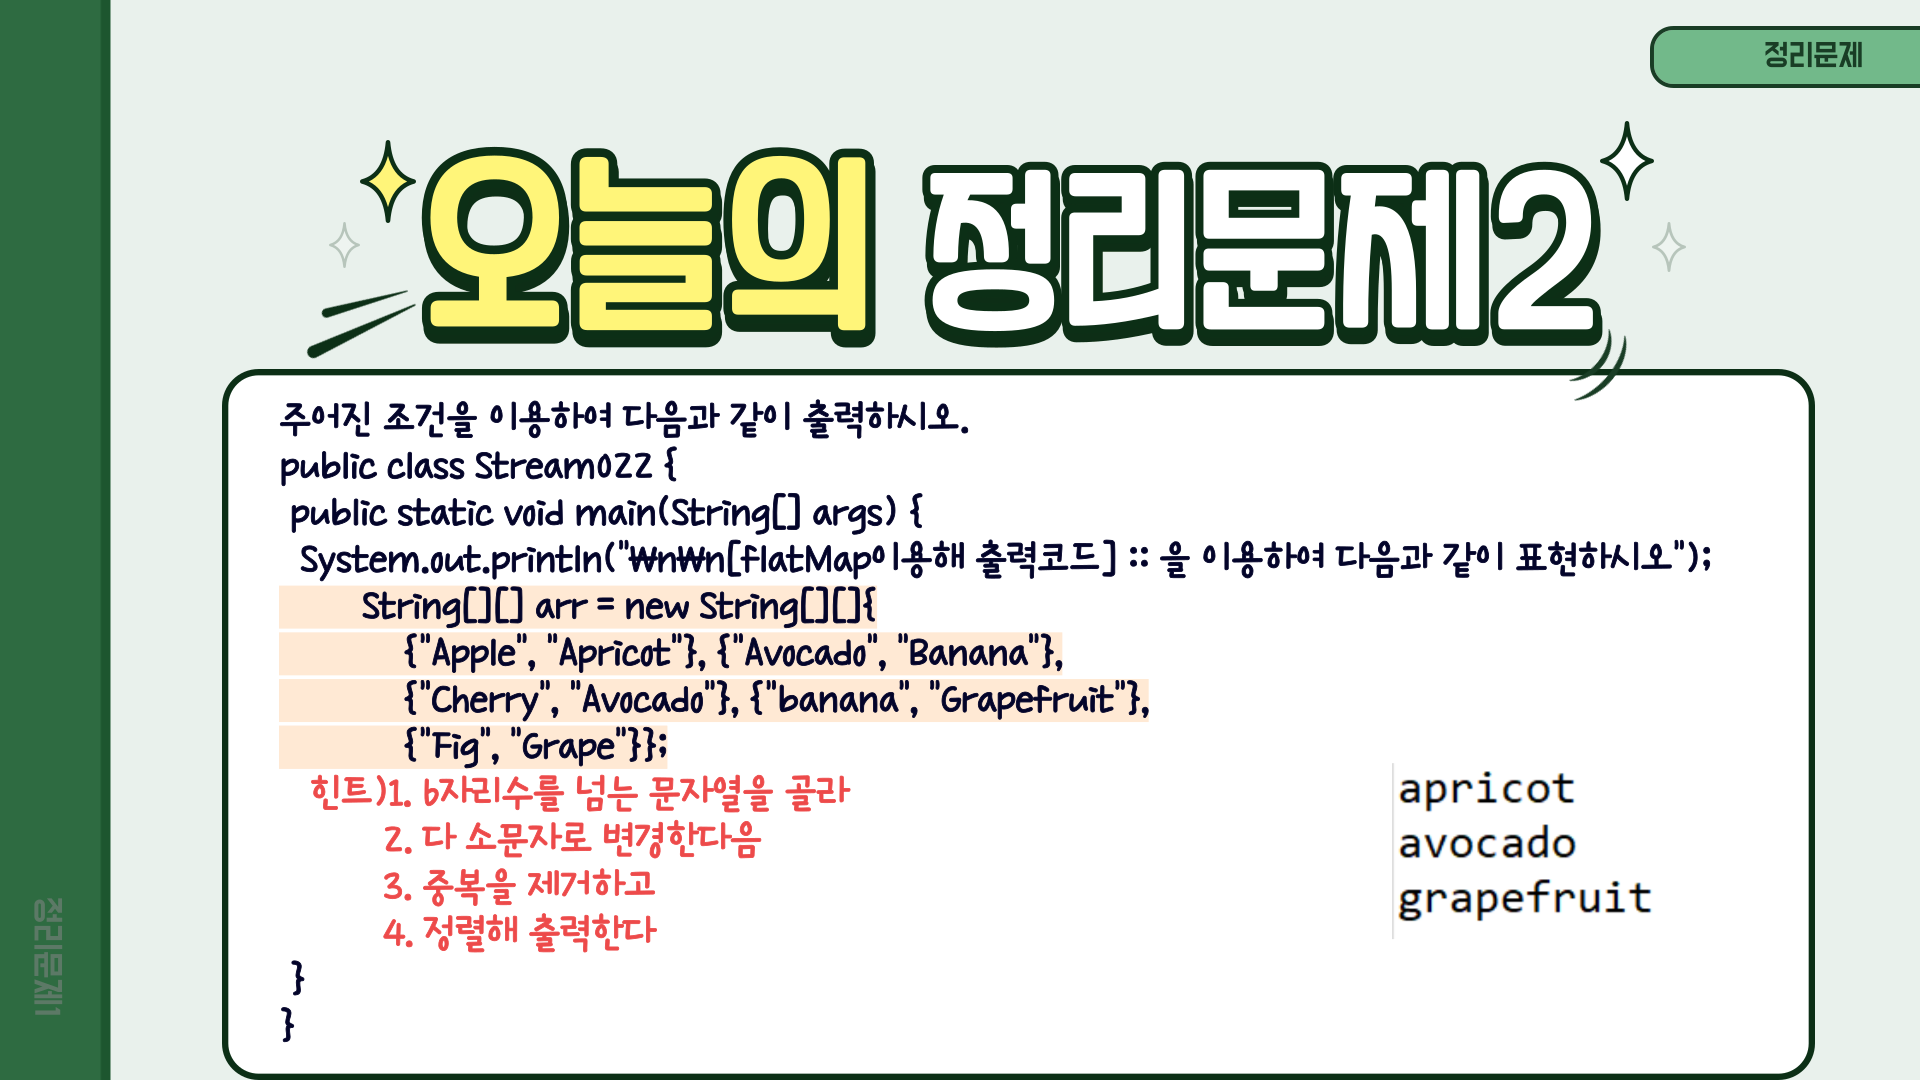 정리문제
오늘의 정리문제2
주어진 조건을 이용하여 다음과 같이 출력하시오.
public class Stream022 {
public static void main(String[] args) {
System.out.println("₩n₩n[flatMap이용해 출력코드] :: 을 이용하여 다음과 같이 표현하시오");
String[][] arr = new String[][]{
{"Apple", "Apricot"}, {"Avocado", "Banana"},
{"Cherry", "Avocado"}, {"banana", "Grapefruit"},
{"Fig", "Grape"}};
힌트)1. 6자리수를 넘는 문자열을 골라
2. 다 소문자로 변경한다음
3. 중복을 제거하고
4. 정렬해 출력한다
}
}
apricot
avocado
grapefruit
정리문제1